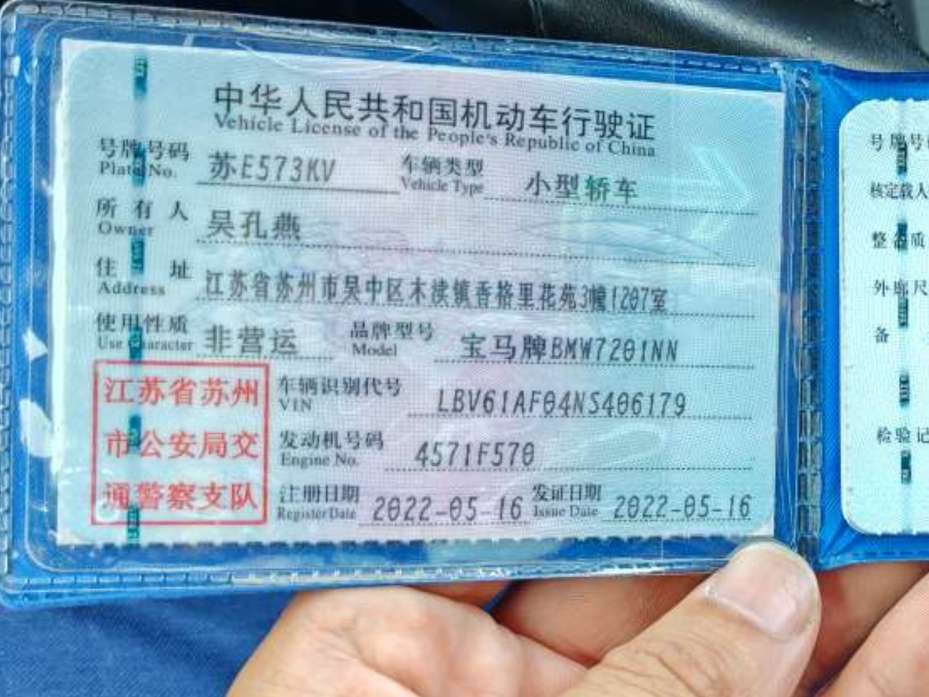 中华人民共和国机动车行驶证
Vehicle License of the People's Republic of China
号牌号码 苏E573KV 车辆类型 小型轿车
Plate No. Vehicle Type
所有人 吴孔燕
Owner
住址 江苏省苏州市吴中区木渎镇香格里花苑3幢1207室
Address
使用性质 非营运 品牌型号 宝马牌BMW7201NN
Use Character Model
江苏省苏州
市公安局交
通警察支队
车辆识别代号 LBV61AF04NS406179
VIN
发动机号码 4571F570
Engine No.
注册日期 2022-05-16 发证日期 2022-05-16
Register Date Issue Date
号牌号
核定载人
整备质
外廓尺
备
检验记